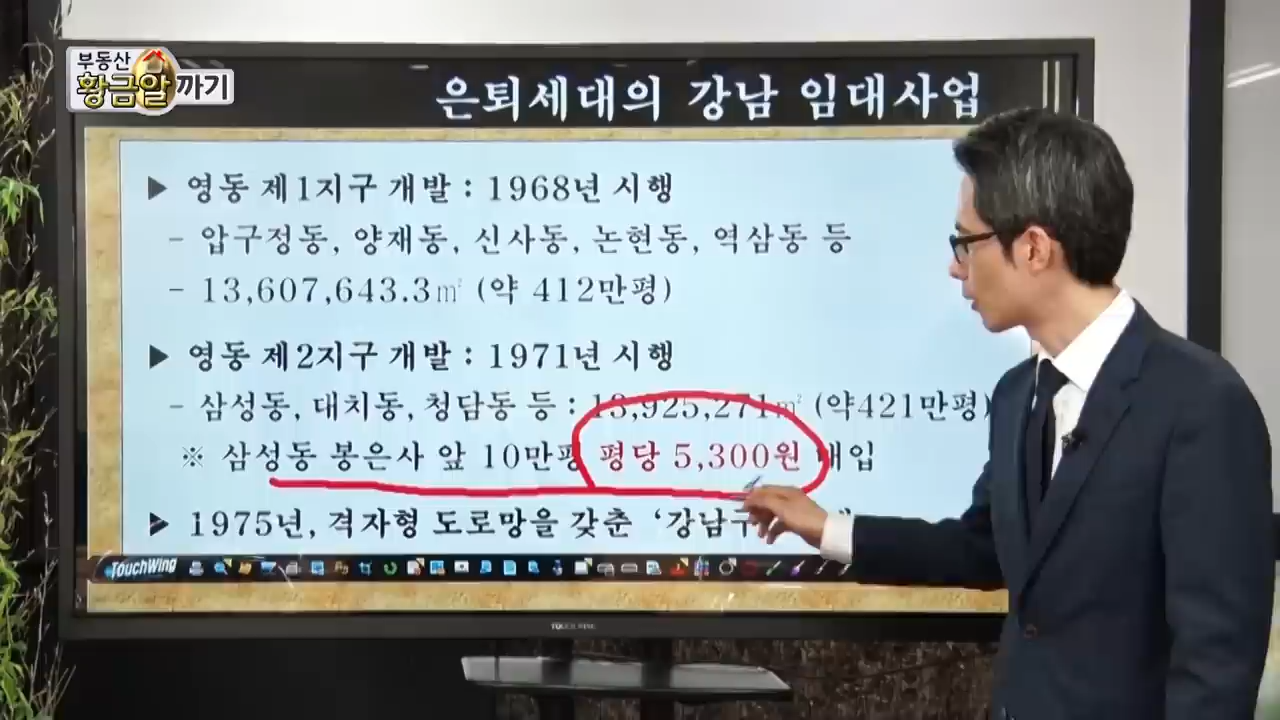 부동산
황금알까기
은퇴세대의 강남 임대사업
▶ 영동 제1지구 개발 : 1968년 시행
- 압구정동, 양재동, 신사동, 논현동, 역삼동 등
- 13,607,643.3㎡ (약 412만평)
▶ 영동 제2지구 개발 : 1971년 시행
- 삼성동, 대치동, 청담동 등 : 13,925,271㎡ (약421만평)
※ 삼성동 봉은사 앞 10만평 평당 5,300원 매입
▶ 1975년, 격자형 도로망을 갖춘 ‘강남구
TouchWing
TOUCH WING